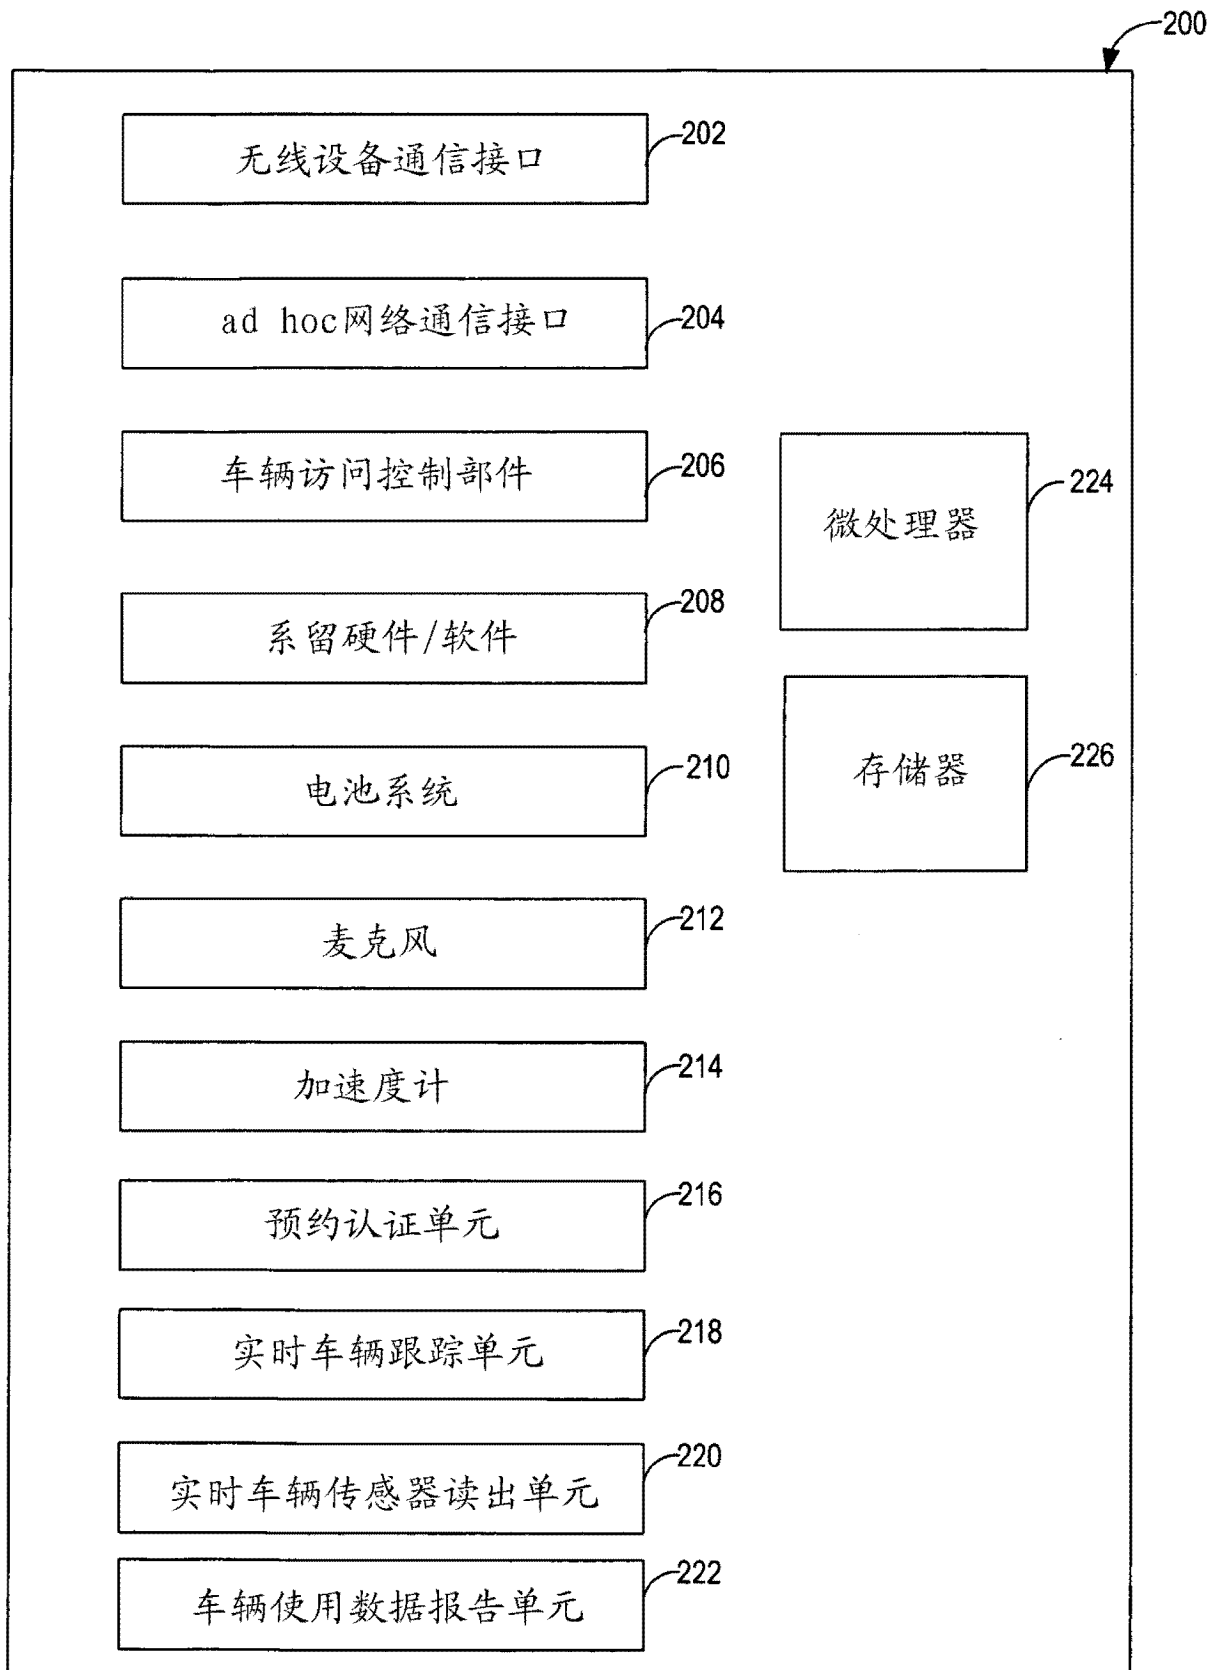 200
无线设备通信接口
202
ad hoc网络通信接口
204
车辆访问控制部件
206
微处理器
224
系留硬件/软件
208
电池系统
210
存储器
226
麦克风
212
加速度计
214
预约认证单元
216
实时车辆跟踪单元
218
实时车辆传感器读出单元
220
车辆使用数据报告单元
222